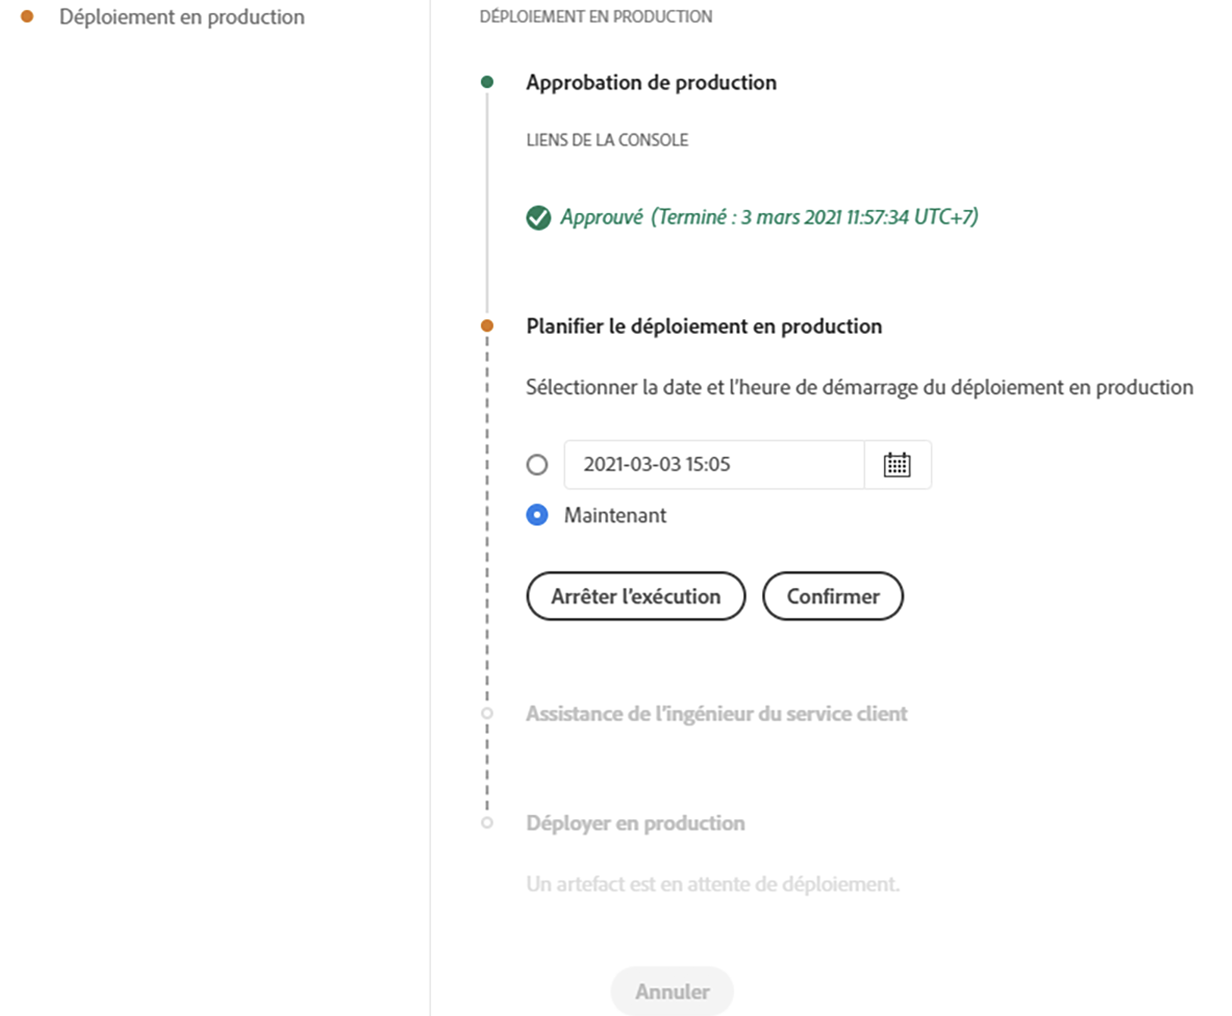 Déploiement en production
DÉPLOIEMENT EN PRODUCTION
Approbation de production
LIENS DE LA CONSOLE
Approuvé (Terminé : 3 mars 2021 11:57:34 UTC+7)
Planifier le déploiement en production
Sélectionner la date et l'heure de démarrage du déploiement en production
2021-03-03 15:05
Maintenant
Arrêter l'exécution Confirmer
Assistance de l'ingénieur du service client
Déployer en production
Un artefact est en attente de déploiement.
Annuler